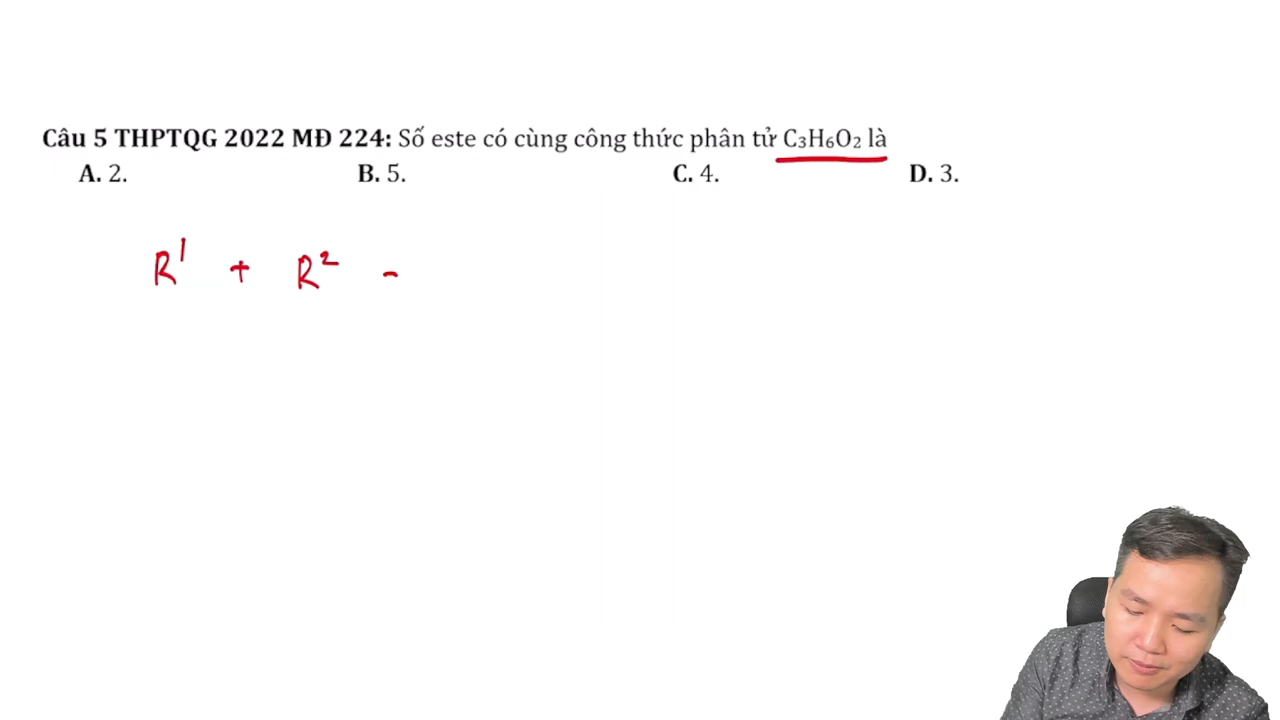 Câu 5 THPTQG 2022 MĐ 224: Số este có cùng công thức phân tử C₃H₆O₂ là
A. 2. B. 5. C. 4. D. 3.
R¹ + R² -